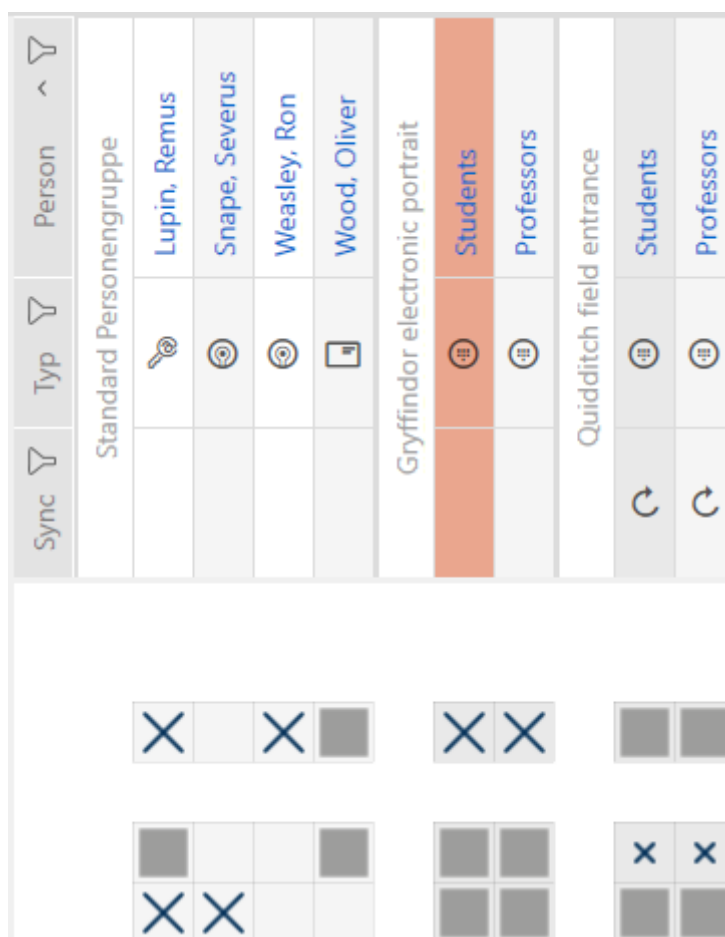 Sync Typ Person
Standard Personengruppe
Lupin, Remus
Snape, Severus
Weasley, Ron
Wood, Oliver
Gryffindor electronic portrait
Students
Professors
Quidditch field entrance
Students
Professors